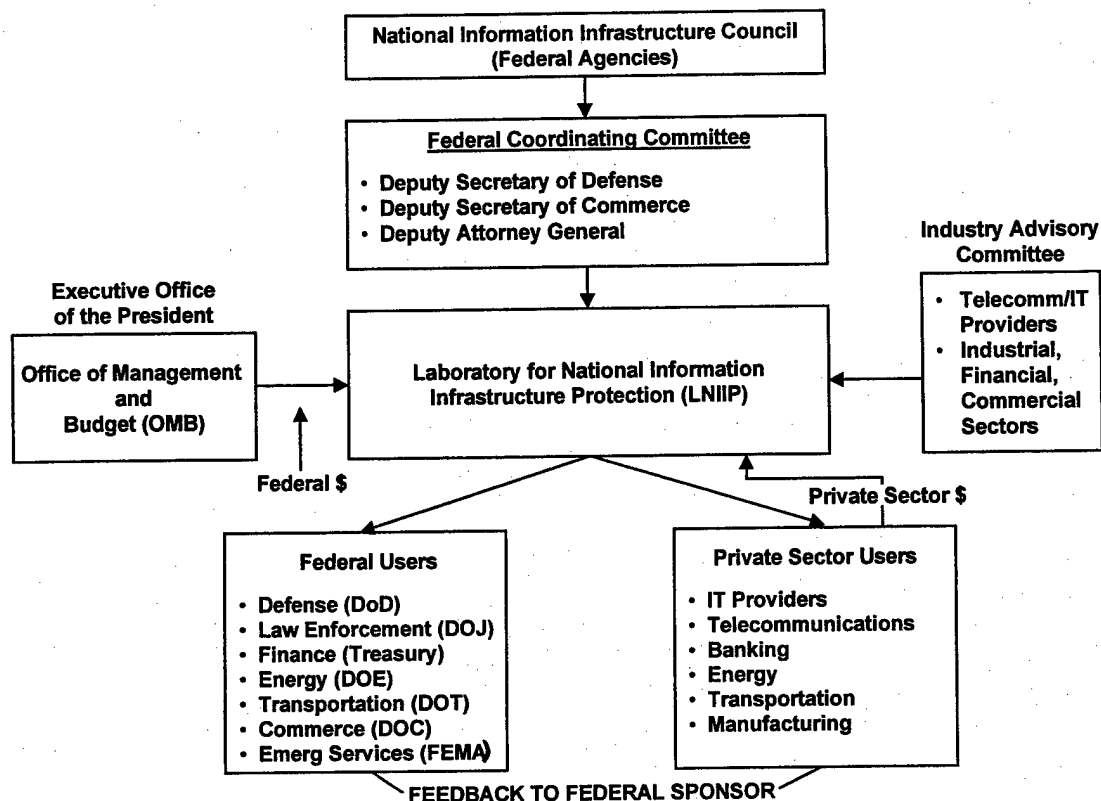 National Information Infrastructure Council
(Federal Agencies)
Federal Coordinating Committee
• Deputy Secretary of Defense
• Deputy Secretary of Commerce
• Deputy Attorney General
Industry Advisory
Committee
• Telecomm/IT
Providers
• Industrial,
Financial,
Commercial
Sectors
Executive Office
of the President
Office of Management
and
Budget (OMB)
Laboratory for National Information
Infrastructure Protection (LNIIP)
Federal $
Private Sector $
Federal Users
• Defense (DoD)
• Law Enforcement (DOJ)
• Finance (Treasury)
• Energy (DOE)
• Transportation (DOT)
• Commerce (DOC)
• Emerg Services (FEMA)
Private Sector Users
• IT Providers
• Telecommunications
• Banking
• Energy
• Transportation
• Manufacturing
FEEDBACK TO FEDERAL SPONSOR